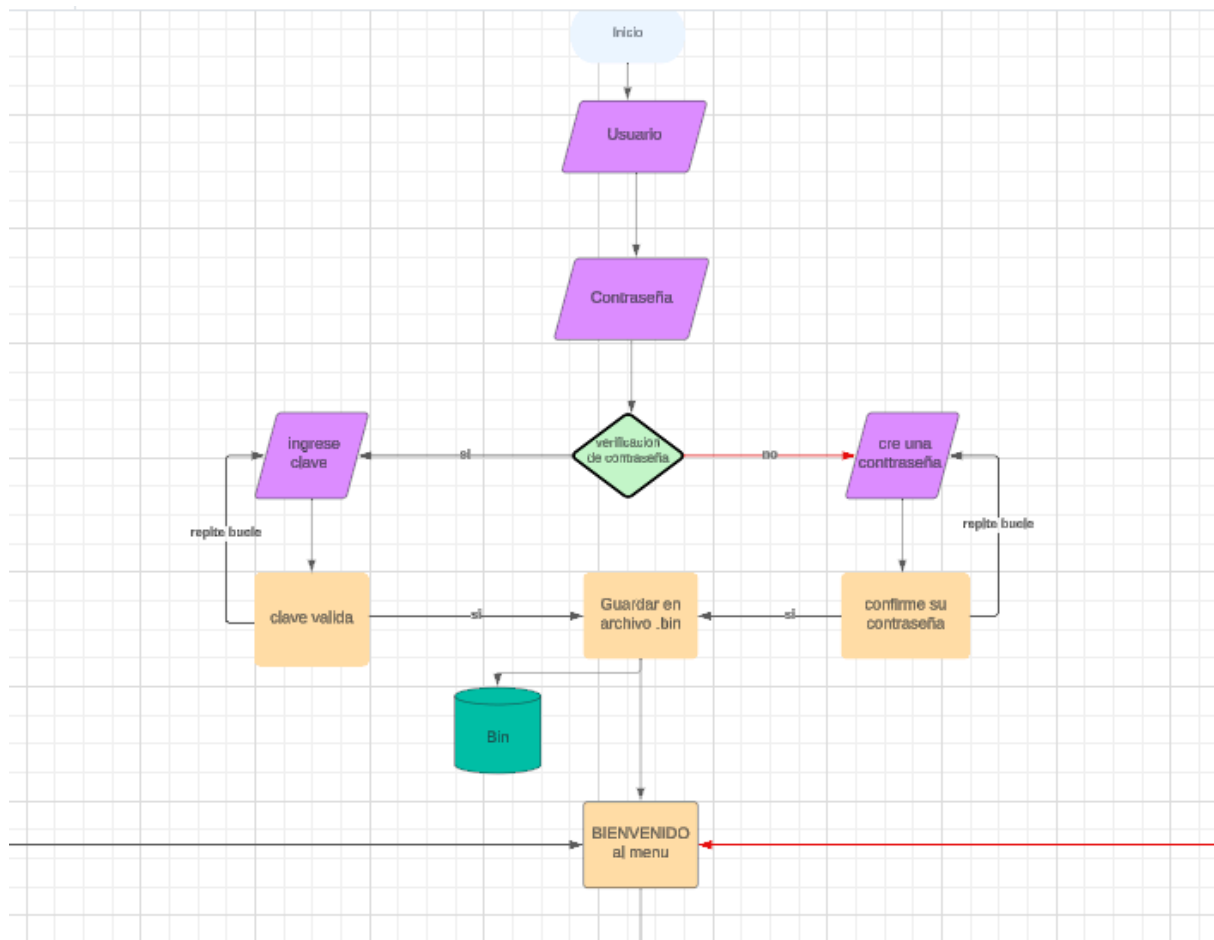 Inicio
Usuario
Contraseña
verificacion
de contraseña
si
no
ingrese
clave
cre una
conttraseña
repite bucle
repite bucle
clave valida
si
Guardar en
archivo .bin
si
confirme su
contraseña
Bin
BIENVENIDO
al menu